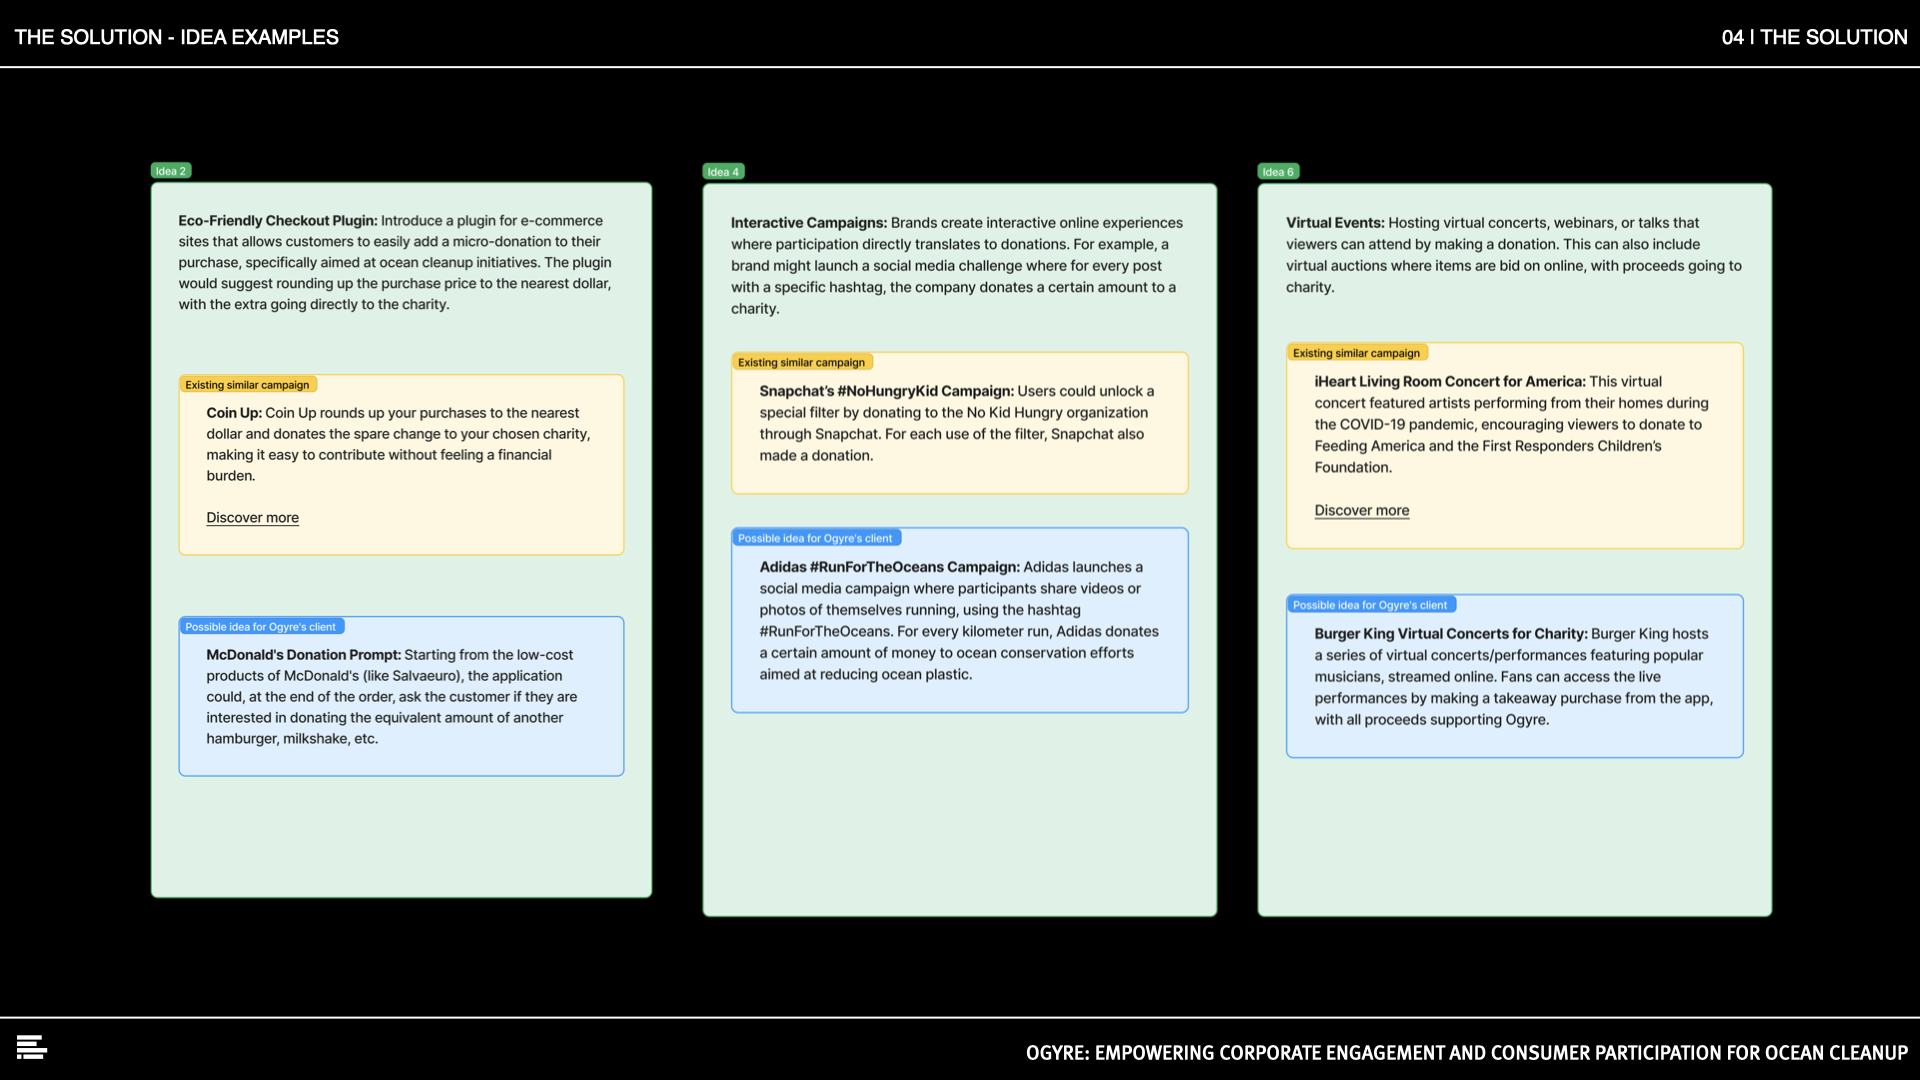 THE SOLUTION - IDEA EXAMPLES
04 | THE SOLUTION
Idea 2
Eco-Friendly Checkout Plugin: Introduce a plugin for e-commerce
sites that allows customers to easily add a micro-donation to their
purchase, specifically aimed at ocean cleanup initiatives. The plugin
would suggest rounding up the purchase price to the nearest dollar,
with the extra going directly to the charity.
Existing similar campaign
Coin Up: Coin Up rounds up your purchases to the nearest
dollar and donates the spare change to your chosen charity,
making it easy to contribute without feeling a financial
burden.
Discover more
Possible idea for Ogyre's client
McDonald's Donation Prompt: Starting from the low-cost
products of McDonald's (like Salvaeuro), the application
could, at the end of the order, ask the customer if they are
interested in donating the equivalent amount of another
hamburger, milkshake, etc.
Idea 4
Interactive Campaigns: Brands create interactive online experiences
where participation directly translates to donations. For example, a
brand might launch a social media challenge where for every post
with a specific hashtag, the company donates a certain amount to a
charity.
Existing similar campaign
Snapchat’s #NoHungryKid Campaign: Users could unlock a
special filter by donating to the No Kid Hungry organization
through Snapchat. For each use of the filter, Snapchat also
made a donation.
Possible idea for Ogyre's client
Adidas #RunForTheOceans Campaign: Adidas launches a
social media campaign where participants share videos or
photos of themselves running, using the hashtag
#RunForTheOceans. For every kilometer run, Adidas donates
a certain amount of money to ocean conservation efforts
aimed at reducing ocean plastic.
Idea 6
Virtual Events: Hosting virtual concerts, webinars, or talks that
viewers can attend by making a donation. This can also include
virtual auctions where items are bid on online, with proceeds going to
charity.
Existing similar campaign
iHeart Living Room Concert for America: This virtual
concert featured artists performing from their homes during
the COVID-19 pandemic, encouraging viewers to donate to
Feeding America and the First Responders Children’s
Foundation.
Discover more
Possible idea for Ogyre's client
Burger King Virtual Concerts for Charity: Burger King hosts
a series of virtual concerts/performances featuring popular
musicians, streamed online. Fans can access the live
performances by making a takeaway purchase from the app,
with all proceeds supporting Ogyre.
OGYRE: EMPOWERING CORPORATE ENGAGEMENT AND CONSUMER PARTICIPATION FOR OCEAN CLEANUP